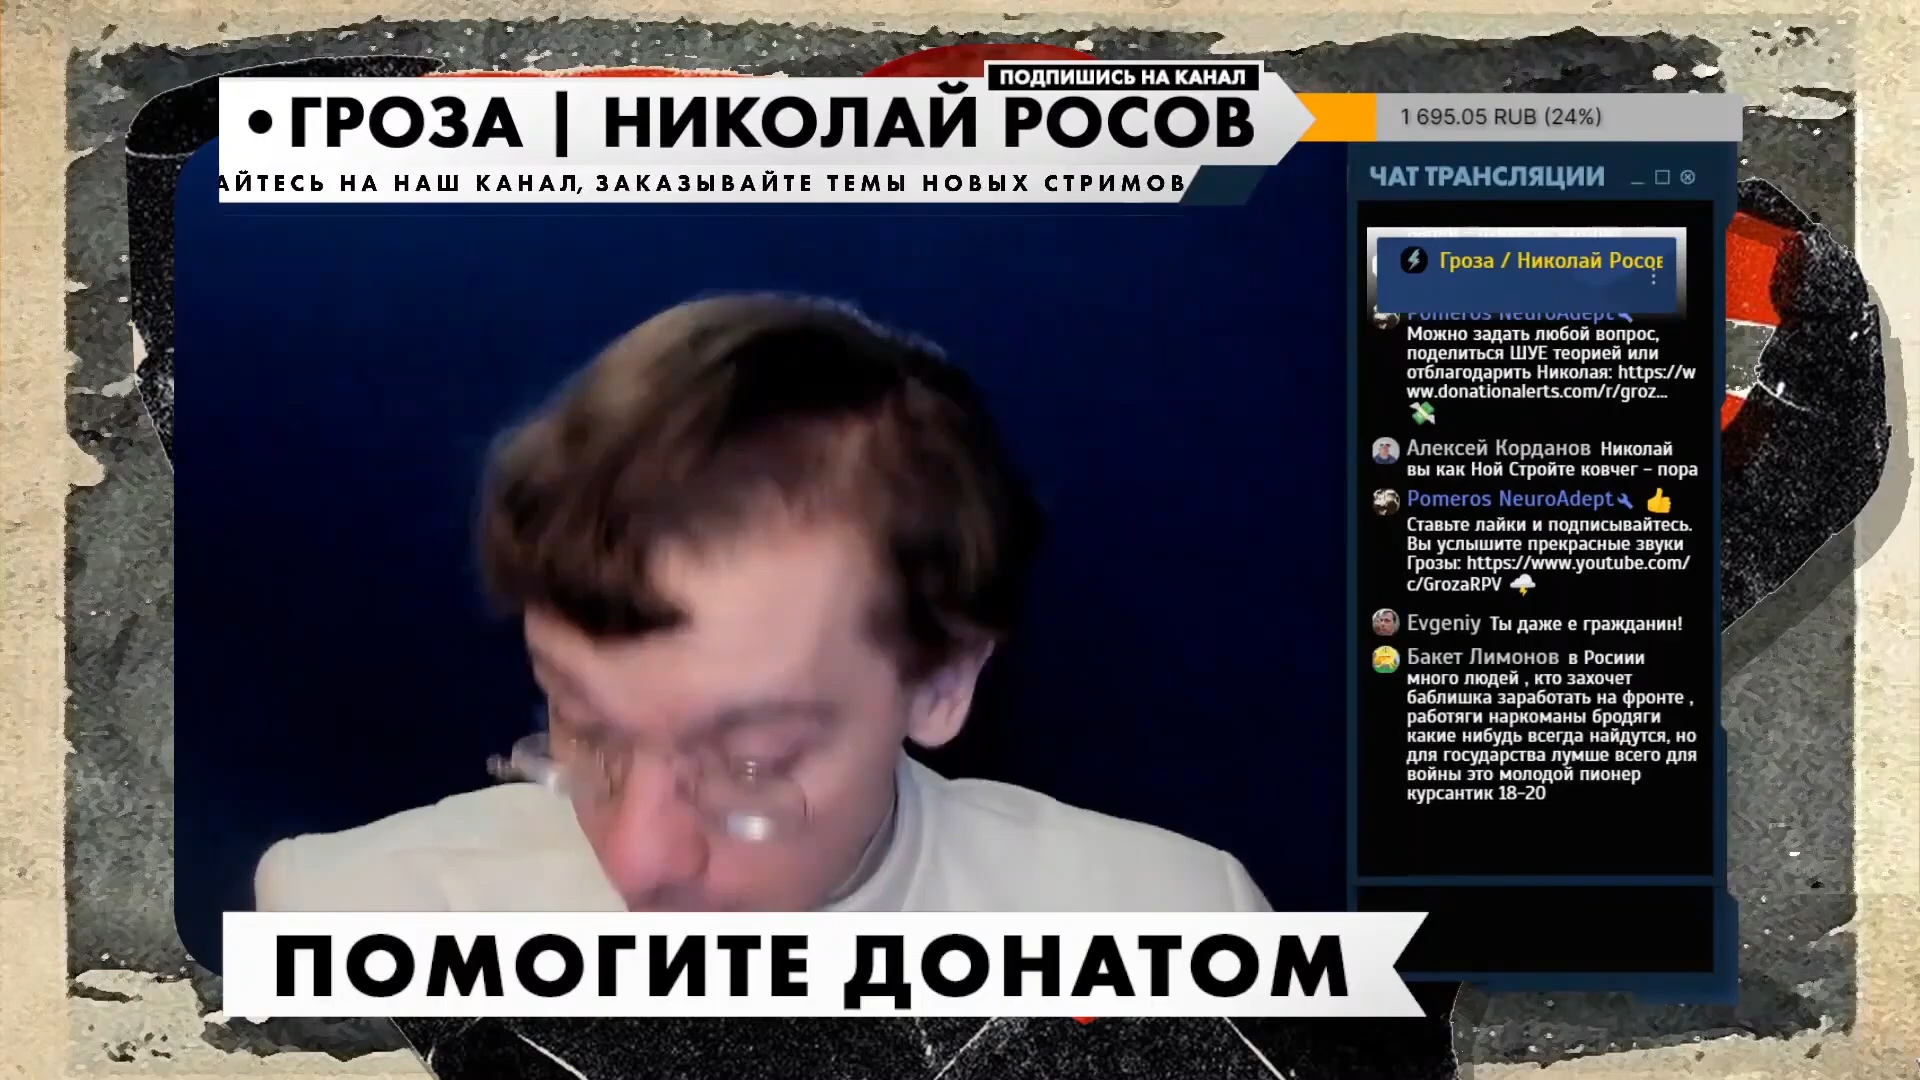 ПОДПИШИСЬ НА КАНАЛ
• ГРОЗА | НИКОЛАЙ РОСОВ
АЙТЕСЬ НА НАШ КАНАЛ, ЗАКАЗЫВАЙТЕ ТЕМЫ НОВЫХ СТРИМОВ
1 695.05 RUB (24%)
ЧАТ ТРАНСЛЯЦИИ
Гроза / Николай Росов
Pomeros NeuroAdept
Можно задать любой вопрос,
поделиться ШУЕ теорией или
отблагодарить Николая: https://w
ww.donationalerts.com/r/groz...
💸
Алексей Корданов Николай
вы как Ной Стройте ковчег – пора
Pomeros NeuroAdept 👍
Ставьте лайки и подписывайтесь.
Вы услышите прекрасные звуки
Грозы: https://www.youtube.com/
c/GrozaRPV 🌩
Evgeniy Ты даже е гражданин!
Бакет Лимонов в Росиии
много людей , кто захочет
баблишка заработать на фронте ,
работяги наркоманы бродяги
какие нибудь всегда найдутся, но
для государства лумше всего для
войны это молодой пионер
курсантик 18-20
ПОМОГИТЕ ДОНАТОМ